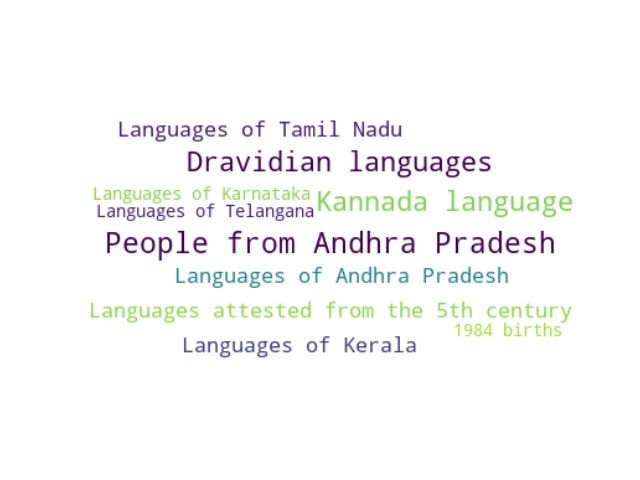 Languages of Tamil Nadu
Dravidian languages
Languages of Karnataka
Kannada language
Languages of Telangana
People from Andhra Pradesh
Languages of Andhra Pradesh
Languages attested from the 5th century
1984 births
Languages of Kerala